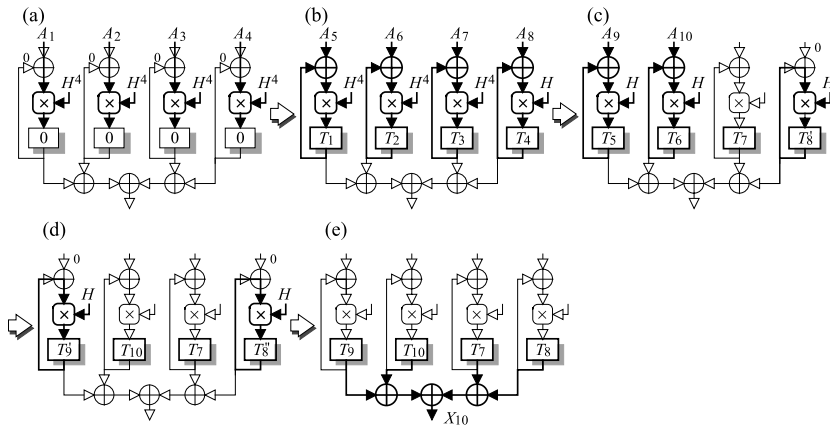 (a)
A₁ A₂ A₃ A₄
0 0 0 0
H⁴ H⁴ H⁴ H⁴
× × × ×
0 0 0 0
(b)
A₅ A₆ A₇ A₈
H⁴ H⁴ H⁴ H
× × × ×
T₁ T₂ T₃ T₄
(c)
A₉ A₁₀ 0
H H H
× × × ×
T₅ T₆ T₇ T₈'
(d)
0 0
H H
× × × ×
T₉' T₁₀ T₇ T₈''
(e)
× × × ×
T₉ T₁₀ T₇ T₈
X₁₀